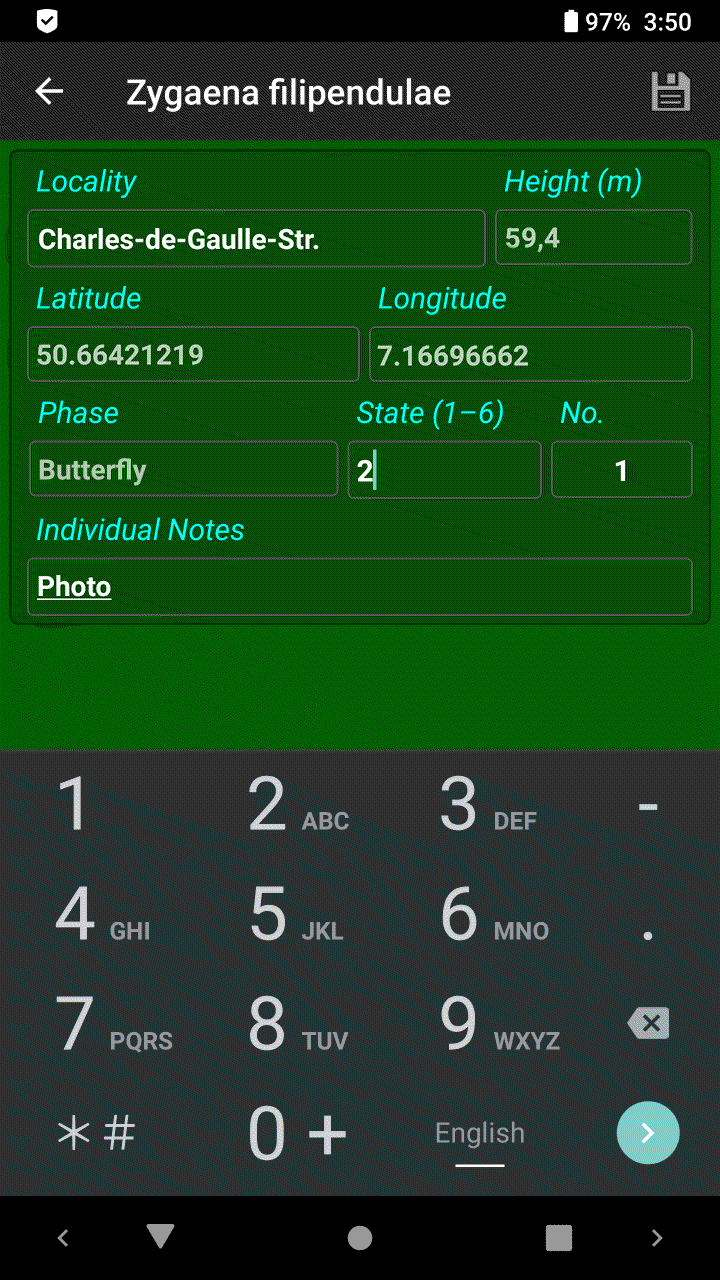 97% 3:50
Zygaena filipendulae
Locality Height (m)
Charles-de-Gaulle-Str. 59,4
Latitude Longitude
50.66421219 7.16696662
Phase State (1–6) No.
Butterfly 2 1
Individual Notes
Photo
1 2 ABC 3 DEF -
4 GHI 5 JKL 6 MNO .
7 PQRS 8 TUV 9 WXYZ
*# 0 + English